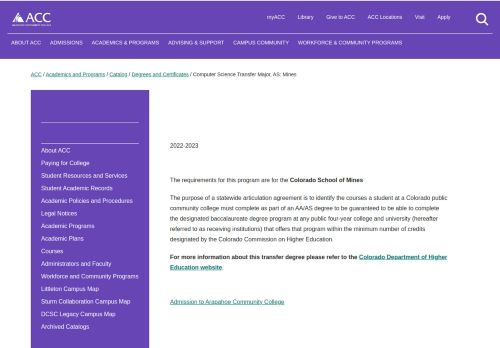 ACC
myACC Library Give to ACC ACC Locations Visit Apply
ABOUT ACC ADMISSIONS ACADEMICS & PROGRAMS ADVISING & SUPPORT CAMPUS COMMUNITY WORKFORCE & COMMUNITY PROGRAMS
ACC / Academics and Programs / Catalog / Degrees and Certificates / Computer Science Transfer Major, AS: Mines
About ACC
Paying for College
Student Resources and Services
Student Academic Records
Academic Policies and Procedures
Legal Notices
Academic Programs
Academic Plans
Courses
Administrators and Faculty
Workforce and Community Programs
Littleton Campus Map
Sturm Collaboration Campus Map
DCSC Legacy Campus Map
Archived Catalogs
2022-2023
The requirements for this program are for the Colorado School of Mines
The purpose of a statewide articulation agreement is to identify the courses a student at a Colorado public
community college must complete as part of an AA/AS degree to be guaranteed to be able to complete
the designated baccalaureate degree program at any public four-year college and university (hereafter
referred to as receiving institutions) that offers that program within the minimum number of credits
designated by the Colorado Commission on Higher Education.
For more information about this transfer degree please refer to the Colorado Department of Higher
Education website.
Admission to Arapahoe Community College